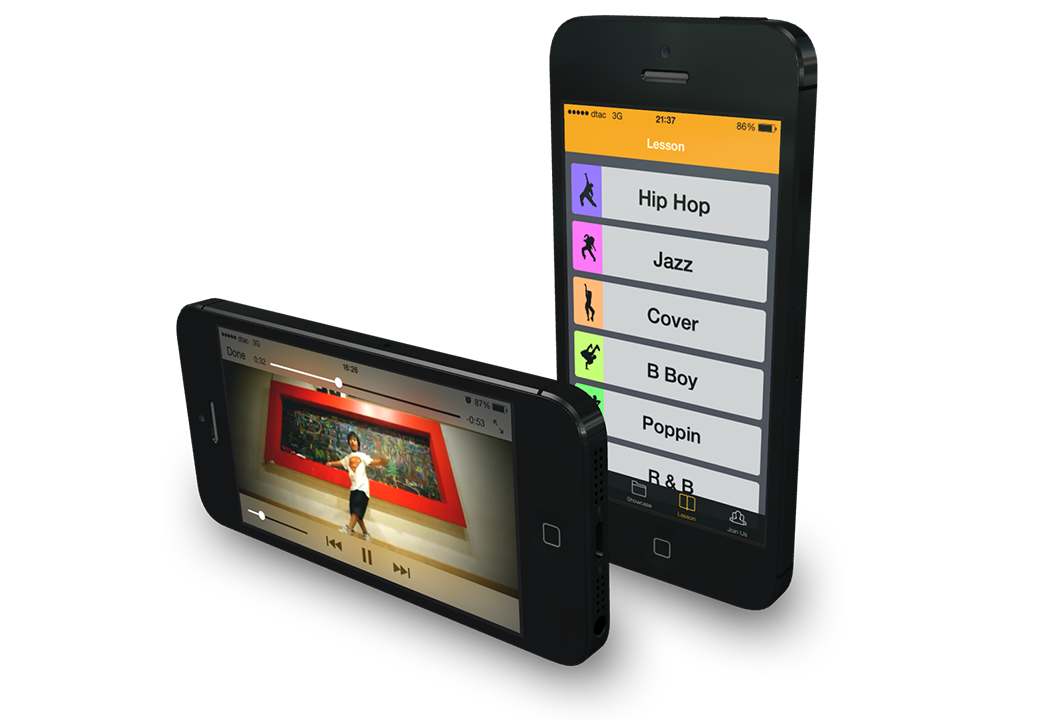 dtac 3G 21:37 86%
Lesson
Hip Hop
Jazz
Cover
B Boy
Poppin
R & B
Showcase Lesson Join Us
dtac 3G 16:26 87%
Done 0:32 -0:53